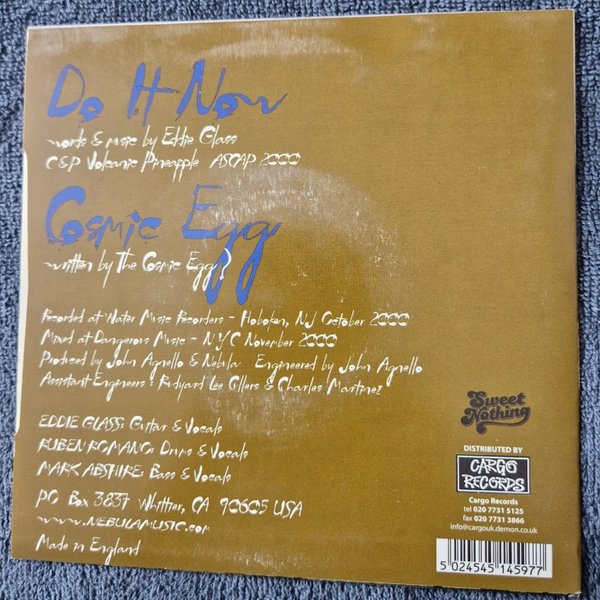 Do It Now
words & music by Eddie Glass
C&P Volcanic Pineapple ASCAP 2000
Cosmic Egg
written by The Cosmic Egg?
Recorded at Water Music Recorders - Hoboken, NJ October 2000
Mixed at Dangerous Music - NYC November 2000
Produced by John Agnello & Nebula Engineered by John Agnello
Assistant Engineers: Rudyard Lee Cullers & Charles Martinez
EDDIE GLASS: Guitar & Vocals
RUBEN ROMANO: Drums & Vocals
MARK ABSHIRE: Bass & Vocals
PO Box 3837 Whittier, CA 90605 USA
www.NEBULAMUSIC.com
Made in England
Sweet
Nothing
DISTRIBUTED BY
CARGO
RECORDS
Cargo Records
tel 020 7731 5125
fax 020 7731 3866
info@cargouk.demon.co.uk
5 024545 145977